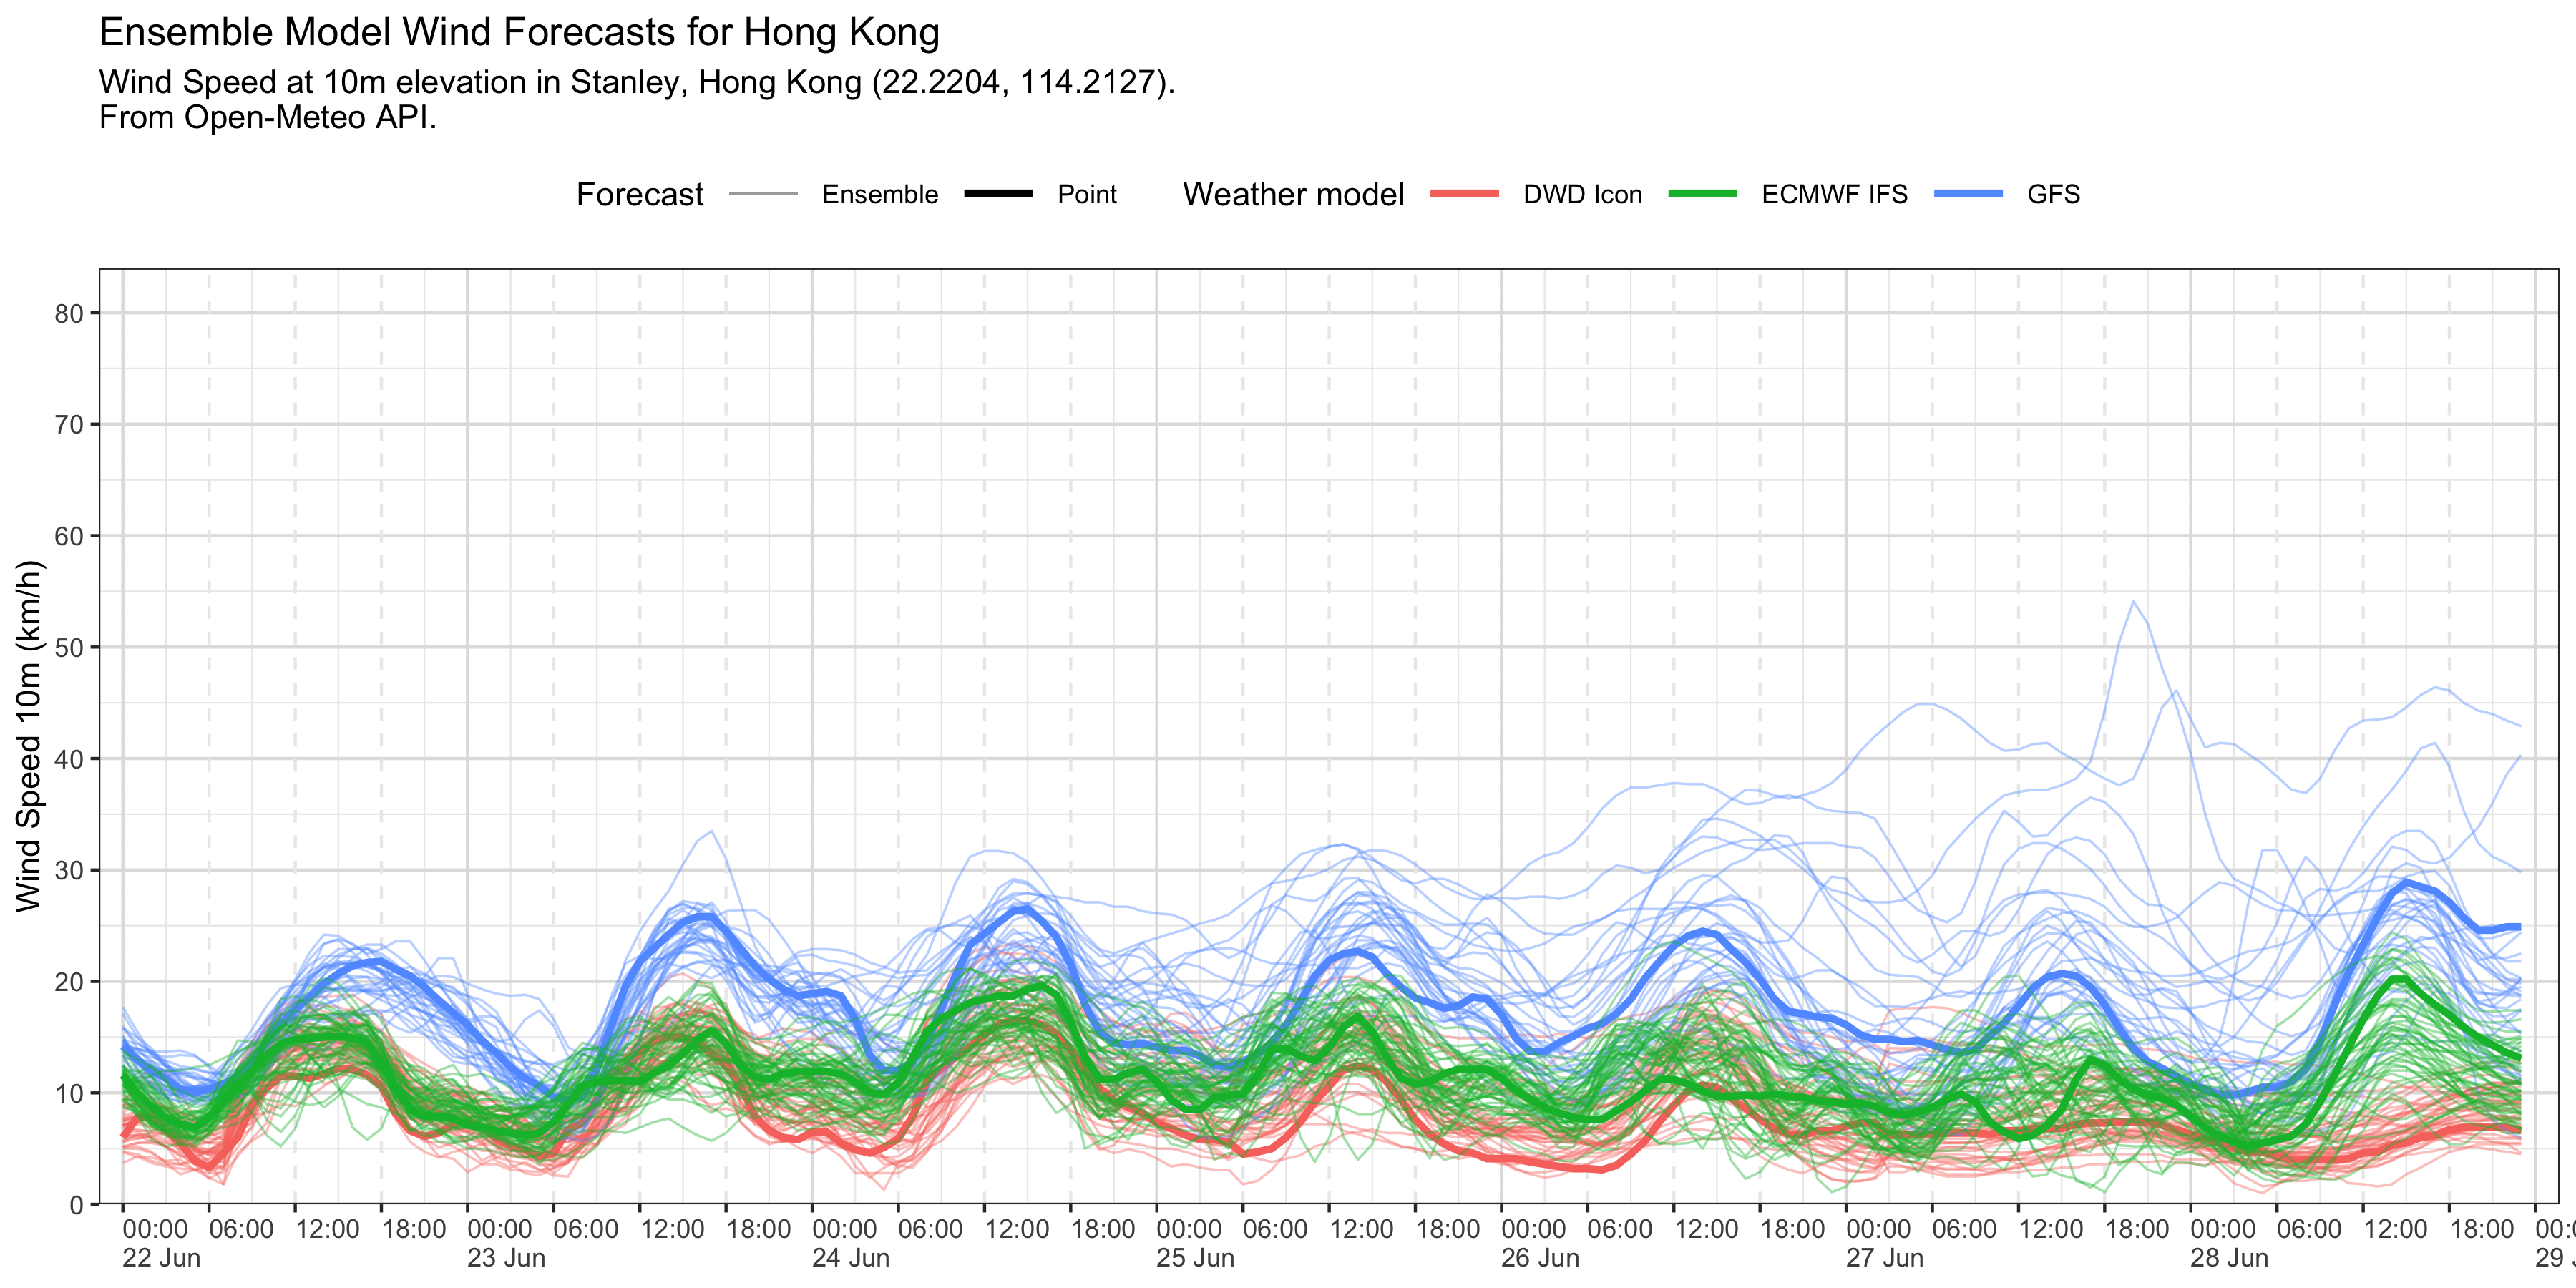 Ensemble Model Wind Forecasts for Hong Kong
Wind Speed at 10m elevation in Stanley, Hong Kong (22.2204, 114.2127).
From Open-Meteo API.
Forecast Ensemble Point Weather model DWD Icon ECMWF IFS GFS
Wind Speed 10m (km/h)
80
70
60
50
40
30
20
10
0
00:00 06:00 12:00 18:00 00:00 06:00 12:00 18:00 00:00 06:00 12:00 18:00 00:00 06:00 12:00 18:00 00:00 06:00 12:00 18:00 00:00 06:00 12:00 18:00 00:00 06:00 12:00 18:00 00:0
22 Jun 23 Jun 24 Jun 25 Jun 26 Jun 27 Jun 28 Jun 29